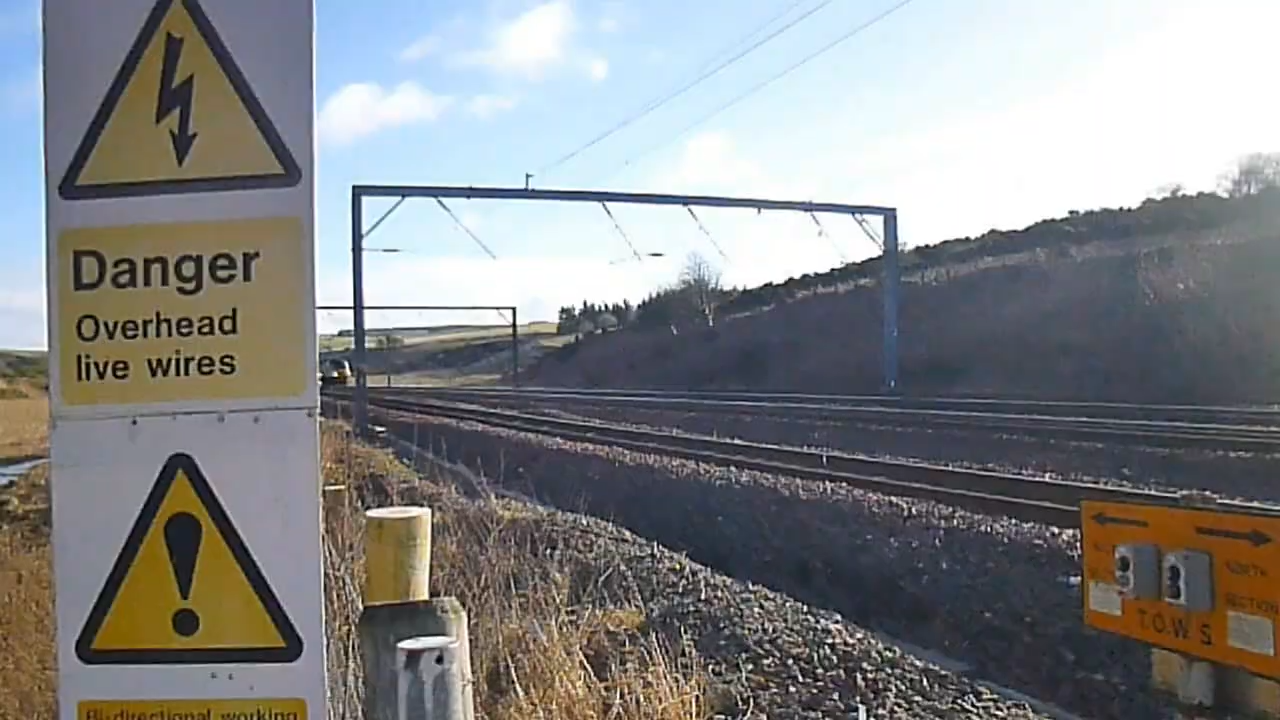 Danger
Overhead
live wires
Bi-directional working
NORTH
SECTION
T.O.W.S